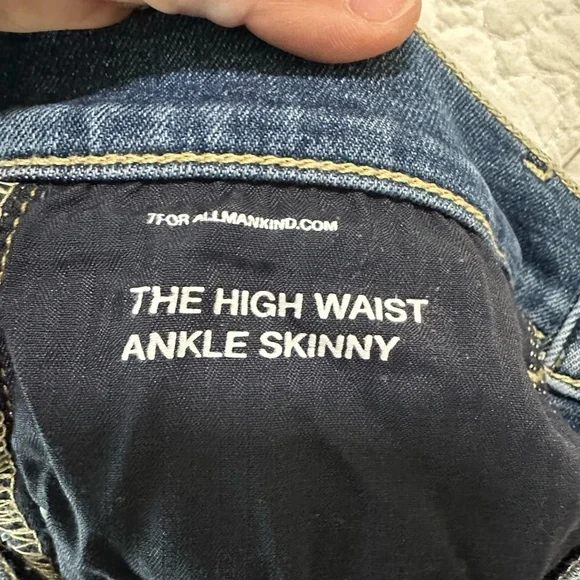 7FOR ALLMANKIND.COM
THE HIGH WAIST
ANKLE SKINNY